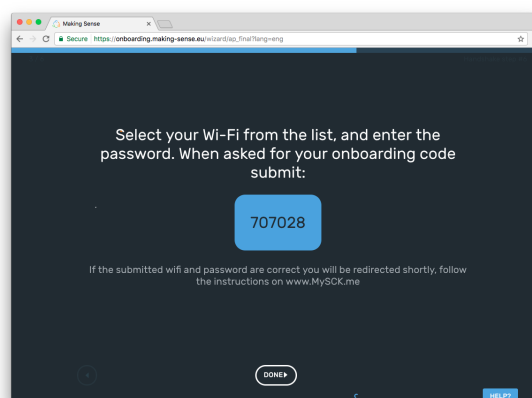 Making Sense
Secure https://onboarding.making-sense.eu/wizard/ap_final?lang=eng
Select your Wi-Fi from the list, and enter the
password. When asked for your onboarding code
submit:
707028
If the submitted wifi and password are correct you will be redirected shortly, follow
the instructions on www.MySCK.me
DONE
HELP?